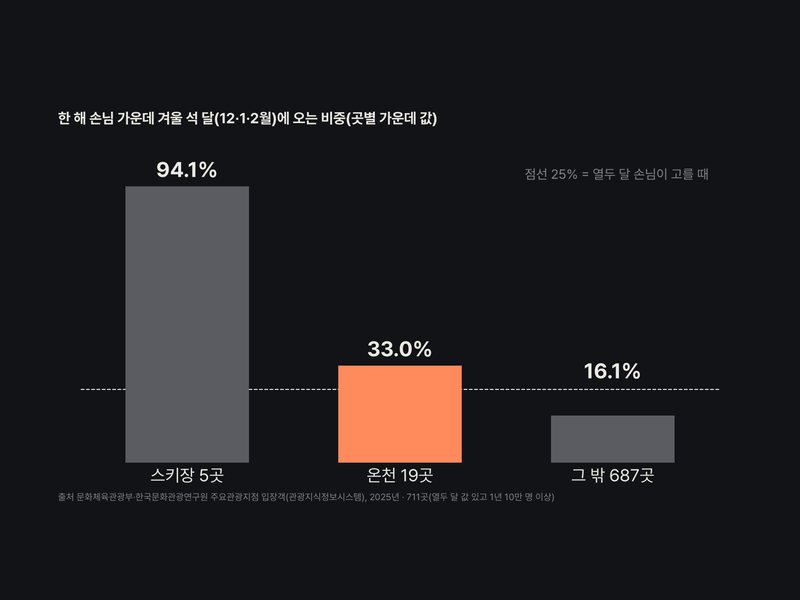 한 해 손님 가운데 겨울 석 달(12·1·2월)에 오는 비중(곳별 가운데 값)
94.1%
점선 25% = 열두 달 손님이 고를 때
33.0%
16.1%
스키장 5곳
온천 19곳
그 밖 687곳
출처 문화체육관광부·한국문화관광연구원 주요관광지점 입장객(관광지식정보시스템), 2025년 · 711곳(열두 달 값 있고 1년 10만 명 이상)